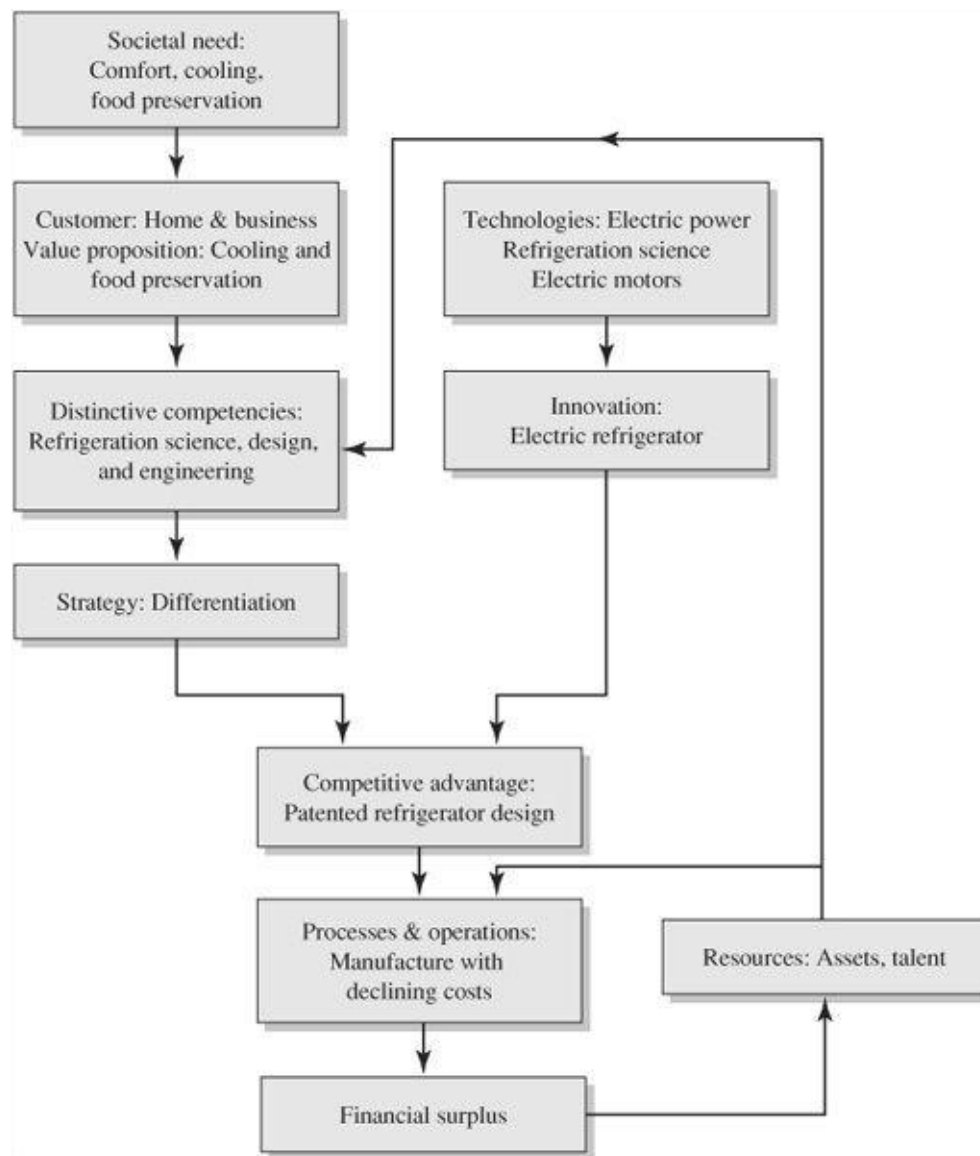 Societal need:
Comfort, cooling,
food preservation
Customer: Home & business
Value proposition: Cooling and
food preservation
Technologies: Electric power
Refrigeration science
Electric motors
Distinctive competencies:
Refrigeration science, design,
and engineering
Innovation:
Electric refrigerator
Strategy: Differentiation
Competitive advantage:
Patented refrigerator design
Processes & operations:
Manufacture with
declining costs
Resources: Assets, talent
Financial surplus